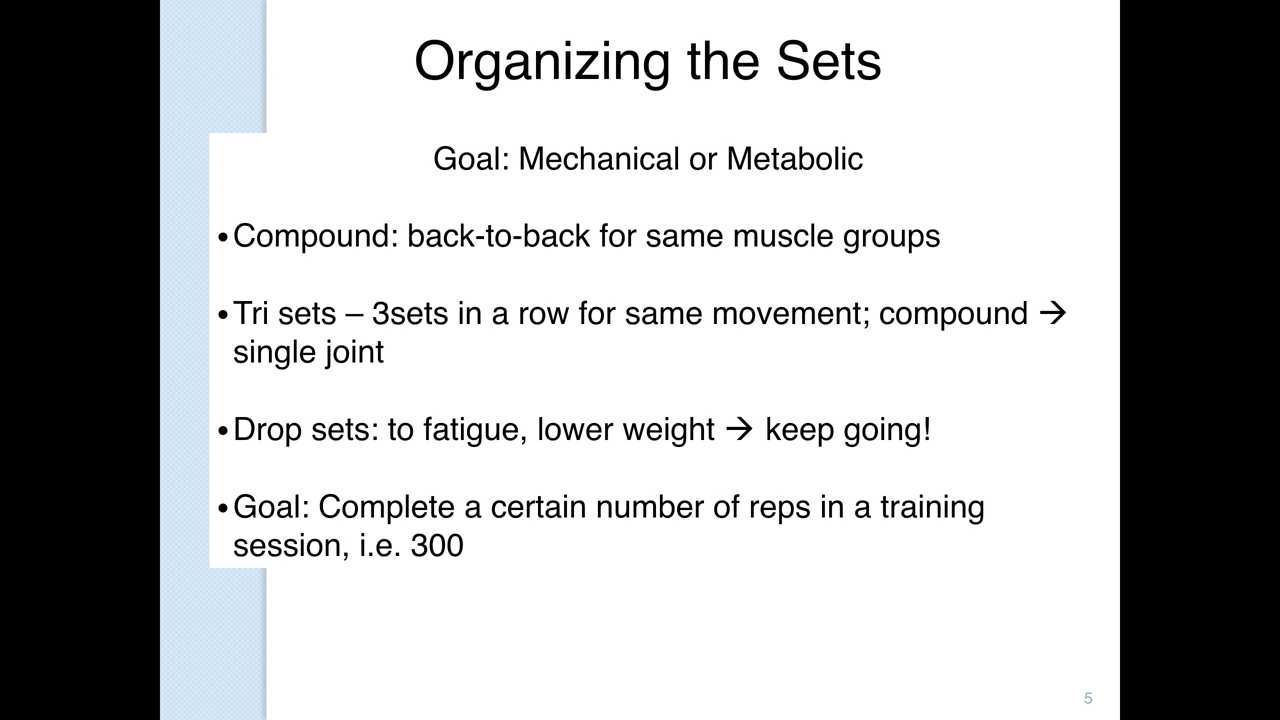 Organizing the Sets
Goal: Mechanical or Metabolic
•Compound: back-to-back for same muscle groups
•Tri sets – 3sets in a row for same movement; compound →
single joint
•Drop sets: to fatigue, lower weight → keep going!
•Goal: Complete a certain number of reps in a training
session, i.e. 300
5